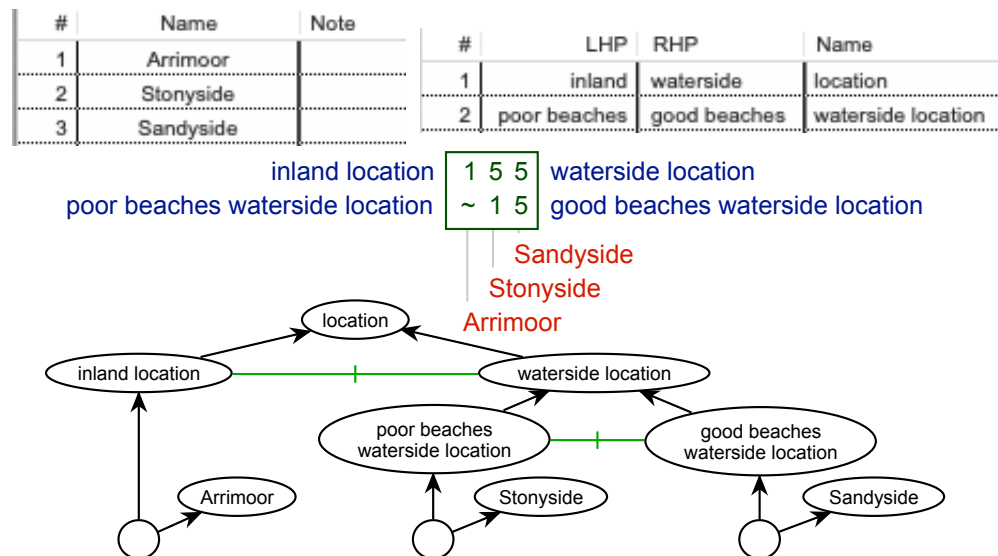 # Name Note
1 Arrimoor
2 Stonyside
3 Sandyside
# LHP RHP Name
1 inland waterside location
2 poor beaches good beaches waterside location
inland location 1 5 5 waterside location
poor beaches waterside location ~ 1 5 good beaches waterside location
Sandyside
Stonyside
Arrimoor
location
inland location
waterside location
poor beaches
waterside location
good beaches
waterside location
Arrimoor
Stonyside
Sandyside